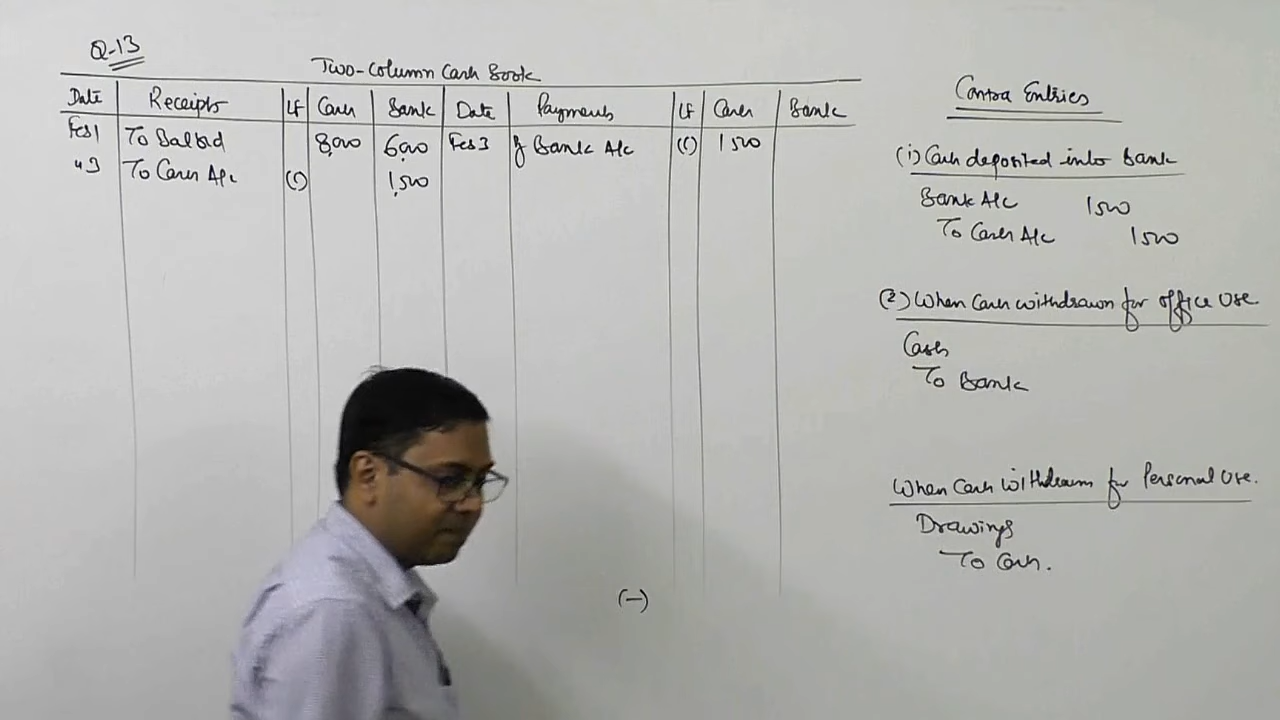 Q-13
Two-Column Cash Book
Date Receipts LF Cash Bank Date Payments LF Cash Bank
Feb 1 To Bal b/d 8,000 6,000 Feb 3 By Bank A/c (C) 1500
" 3 To Cash A/c (C) 1,500
(-)
Contra Entries
(i) Cash deposited into Bank
Bank A/c 1500
To Cash A/c 1500
(2) When Cash withdrawn for office use
Cash
To Bank
When Cash withdrawn for Personal Use.
Drawings
To Cash.